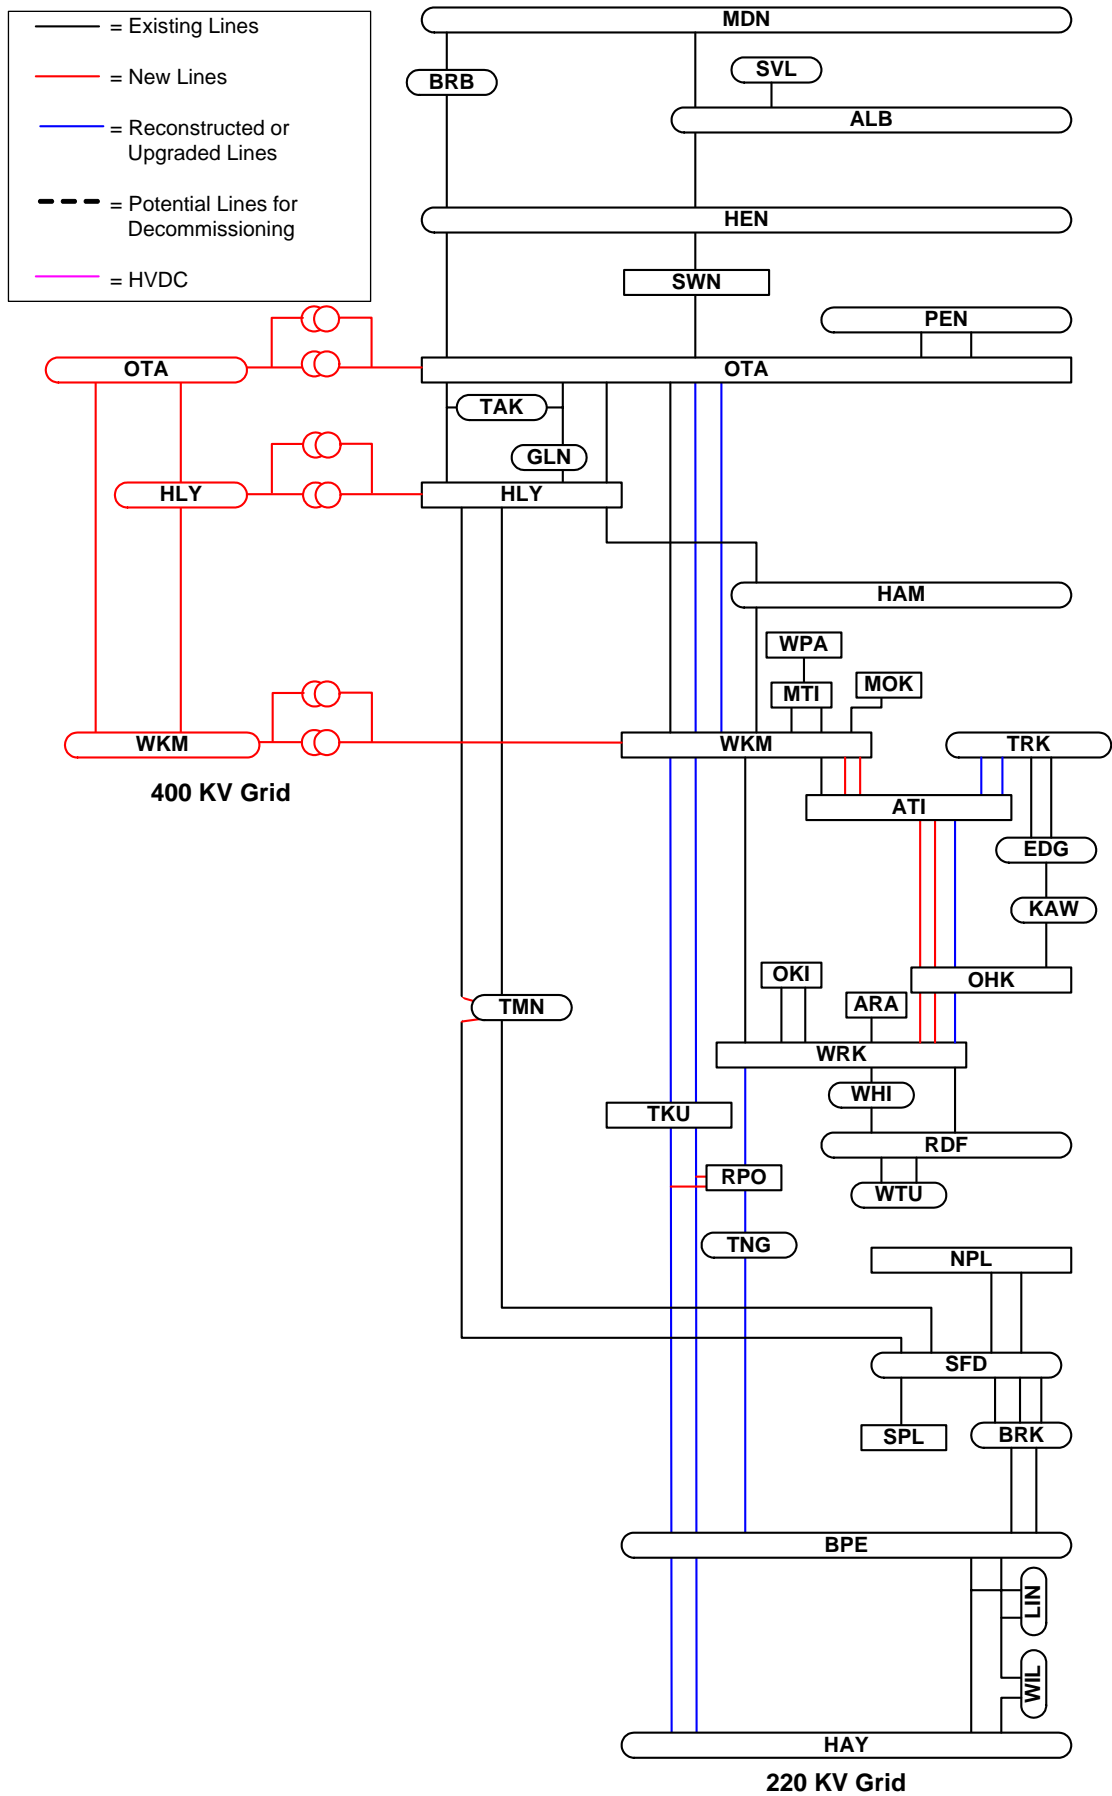 = Existing Lines
= New Lines
= Reconstructed or
Upgraded Lines
= Potential Lines for
Decommissioning
= HVDC
MDN
BRB
SVL
ALB
HEN
SWN
PEN
OTA
OTA
TAK
GLN
HLY
HLY
HAM
WPA
MTI
MOK
WKM
WKM
TRK
400 KV Grid
ATI
EDG
KAW
OKI
OHK
TMN
ARA
WRK
WHI
TKU
RDF
RPO
WTU
TNG
NPL
SFD
SPL
BRK
BPE
LIN
WIL
HAY
220 KV Grid